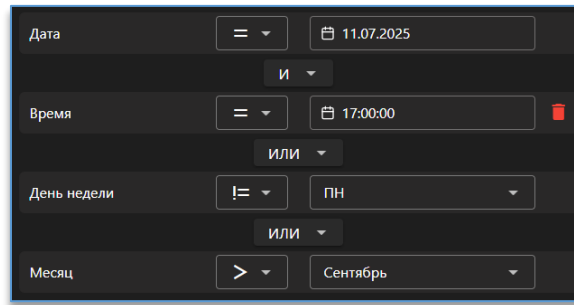 Дата = 11.07.2025
И
Время = 17:00:00
ИЛИ
День недели != ПН
ИЛИ
Месяц > Сентябрь